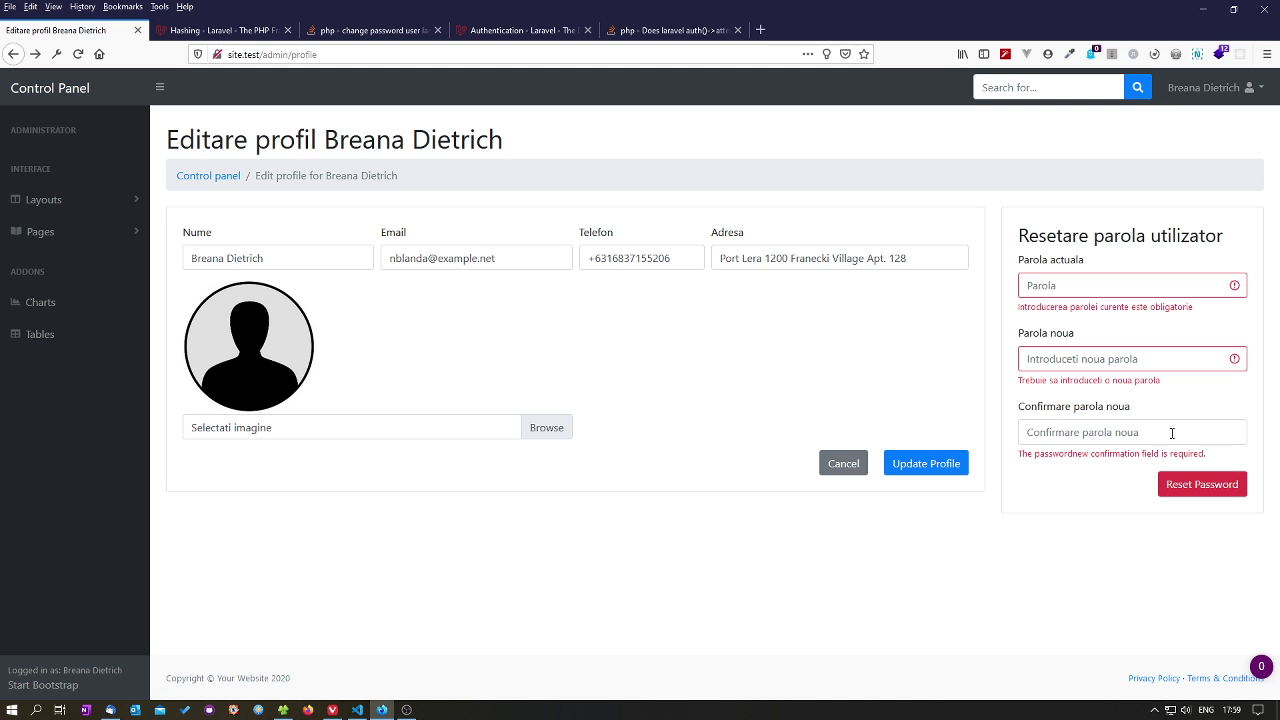 File Edit View History Bookmarks Tools Help
Editare profil Breana Dietrich
Hashing - Laravel - The PHP Fr
php - change password user la
Authentication - Laravel - The
php - Does laravel auth()->atte
site.test/admin/profile
0
12
Control Panel
Search for...
Breana Dietrich
ADMINISTRATOR
INTERFACE
Layouts
Pages
ADDONS
Charts
Tables
Logged in as: Breana Dietrich
Start Bootstrap
Editare profil Breana Dietrich
Control panel / Edit profile for Breana Dietrich
Nume
Email
Telefon
Adresa
Breana Dietrich
nblanda@example.net
+6316837155206
Port Lera 1200 Franecki Village Apt. 128
Selectati imagine
Browse
Cancel
Update Profile
Resetare parola utilizator
Parola actuala
Parola
Introducerea parolei curente este obligatorie
Parola noua
Introduceti noua parola
Trebuie sa introduceti o noua parola
Confirmare parola noua
Confirmare parola noua
The passwordnew confirmation field is required.
Reset Password
0
Copyright © Your Website 2020
Privacy Policy · Terms & Conditions
ENG
17:59